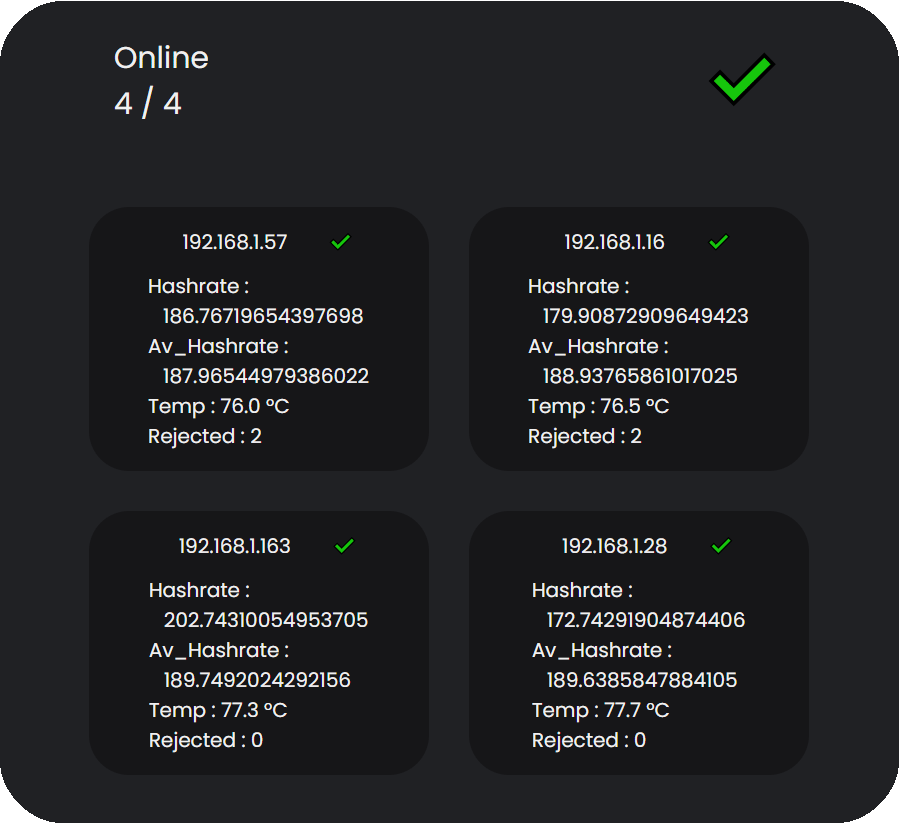 Online
4 / 4
192.168.1.57
Hashrate :
186.76719654397698
Av_Hashrate :
187.96544979386022
Temp : 76.0 °C
Rejected : 2
192.168.1.16
Hashrate :
179.90872909649423
Av_Hashrate :
188.93765861017025
Temp : 76.5 °C
Rejected : 2
192.168.1.163
Hashrate :
202.74310054953705
Av_Hashrate :
189.7492024292156
Temp : 77.3 °C
Rejected : 0
192.168.1.28
Hashrate :
172.74291904874406
Av_Hashrate :
189.6385847884105
Temp : 77.7 °C
Rejected : 0